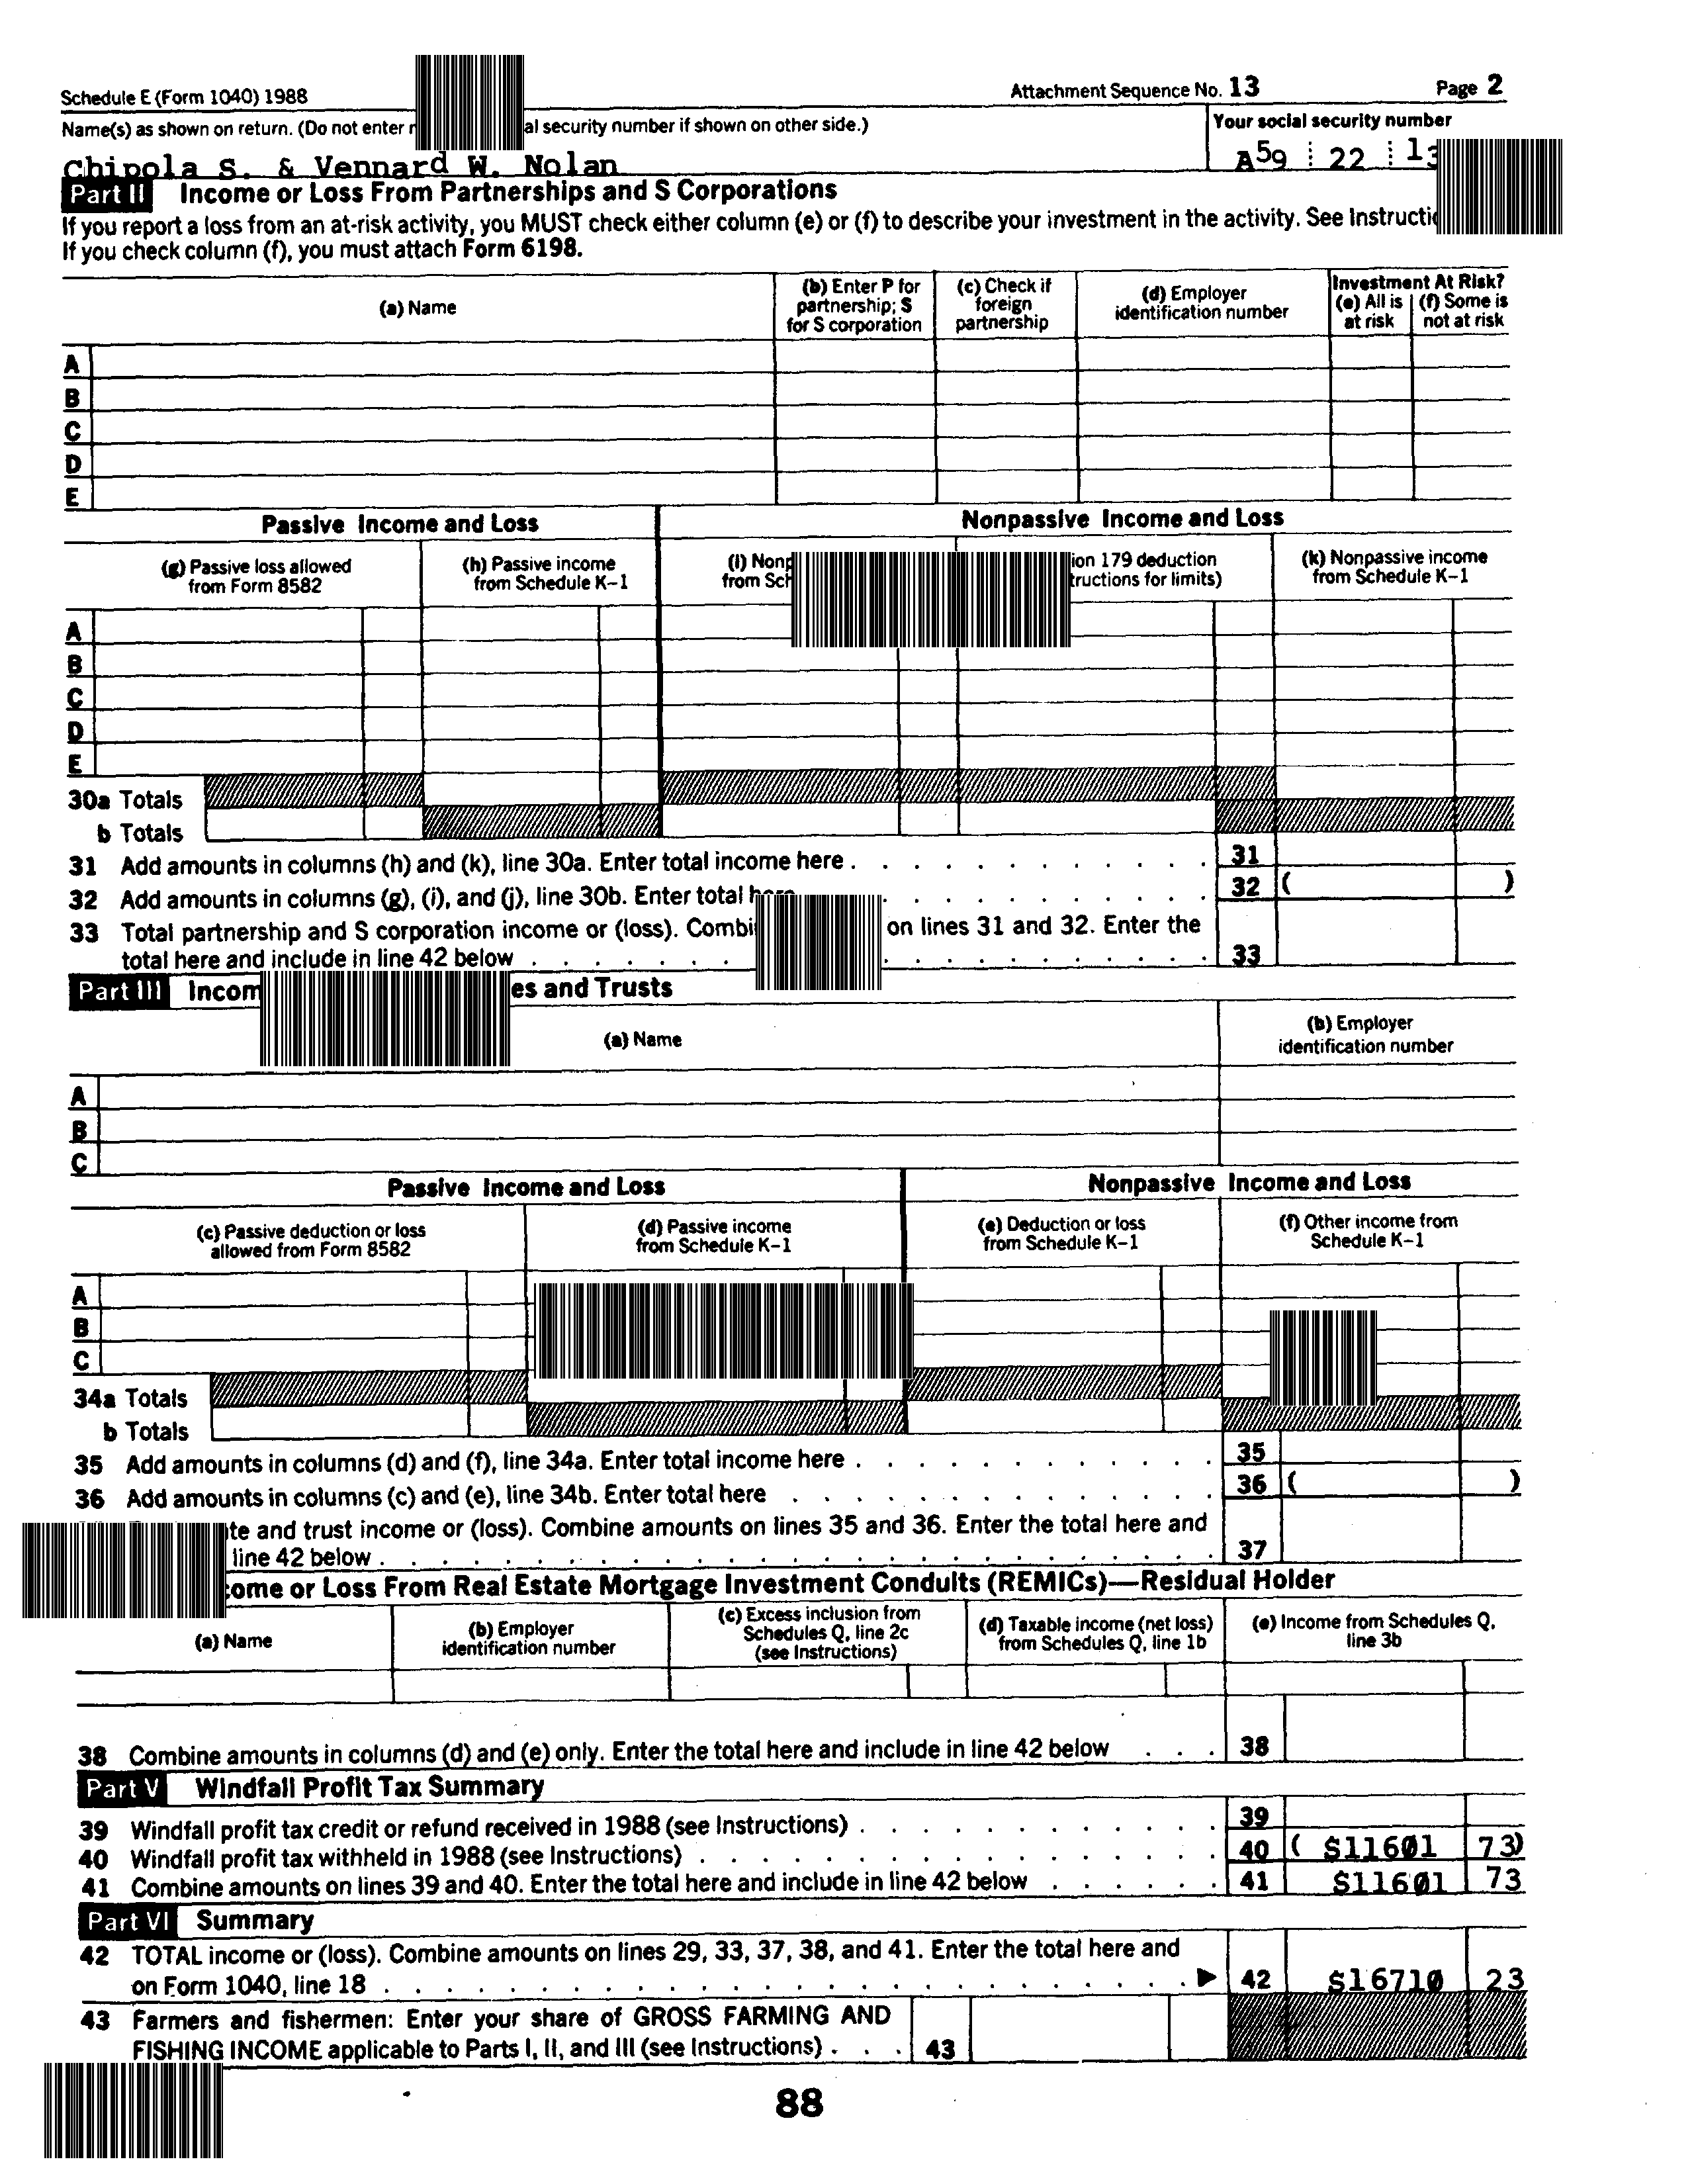 Schedule E (Form 1040) 1988 Attachment Sequence No. 13 Page 2
Name(s) as shown on return. (Do not enter al security number if shown on other side.) Your social security number
Chipola S. & Vennard W. Nolan A59 22
Part II Income or Loss From Partnerships and S Corporations
If you report a loss from an at-risk activity, you MUST check either column (e) or (f) to describe your investment in the activity. See
If you check column (f), you must attach Form 6198.
(a) Name
(b) Enter P for partnership; S for S corporation
(c) Check if foreign partnership
(d) Employer identification number
Investment At Risk?
(e) All is at risk
(f) Some is not at risk
A
B
C
D
E
Passive Income and Loss Nonpassive Income and Loss
(g) Passive loss allowed from Form 8582
(h) Passive income from Schedule K–1
(i)
from
ion 179 deduction
tructions for limits)
(k) Nonpassive income from Schedule K–1
A
B
C
D
E
30a Totals
b Totals
31 Add amounts in columns (h) and (k), line 30a. Enter total income here . . . . . . . . . . . . 31
32 Add amounts in columns (g), (i), and (j), line 30b. Enter total here . . . . . . . . . . . 32 ( )
33 Total partnership and S corporation income or (loss). on lines 31 and 32. Enter the
total here and include in line 42 below . . . . . . . . . . . . . . . . . . 33
Part III es and Trusts
(a) Name
(b) Employer identification number
A
B
C
Passive Income and Loss Nonpassive Income and Loss
(c) Passive deduction or loss allowed from Form 8582
(d) Passive income from Schedule K–1
(e) Deduction or loss from Schedule K–1
(f) Other income from Schedule K–1
A
B
C
34a Totals
b Totals
35 Add amounts in columns (d) and (f), line 34a. Enter total income here . . . . . . . . . . . . 35
36 Add amounts in columns (c) and (e), line 34b. Enter total here . . . . . . . . . . . . . . 36 ( )
te and trust income or (loss). Combine amounts on lines 35 and 36. Enter the total here and
line 42 below . . . . . . . . . . . . . . . . . . . . . . . . . . . 37
ome or Loss From Real Estate Mortgage Investment Conduits (REMICs)—Residual Holder
(a) Name
(b) Employer identification number
(c) Excess inclusion from Schedules Q, line 2c (see Instructions)
(d) Taxable income (net loss) from Schedules Q, line 1b
(e) Income from Schedules Q, line 3b
38 Combine amounts in columns (d) and (e) only. Enter the total here and include in line 42 below . . . 38
Part V Windfall Profit Tax Summary
39 Windfall profit tax credit or refund received in 1988 (see Instructions) . . . . . . . . . . . . 39
40 Windfall profit tax withheld in 1988 (see Instructions) . . . . . . . . . . . . . . . . . 40 ( $11601 73)
41 Combine amounts on lines 39 and 40. Enter the total here and include in line 42 below . . . . . . 41 $11601 73
Part VI Summary
42 TOTAL income or (loss). Combine amounts on lines 29, 33, 37, 38, and 41. Enter the total here and
on Form 1040, line 18 . . . . . . . . . . . . . . . . . . . . . . . . . . ▶ 42 $16710 23
43 Farmers and fishermen: Enter your share of GROSS FARMING AND
FISHING INCOME applicable to Parts I, II, and III (see Instructions) . . . 43
88